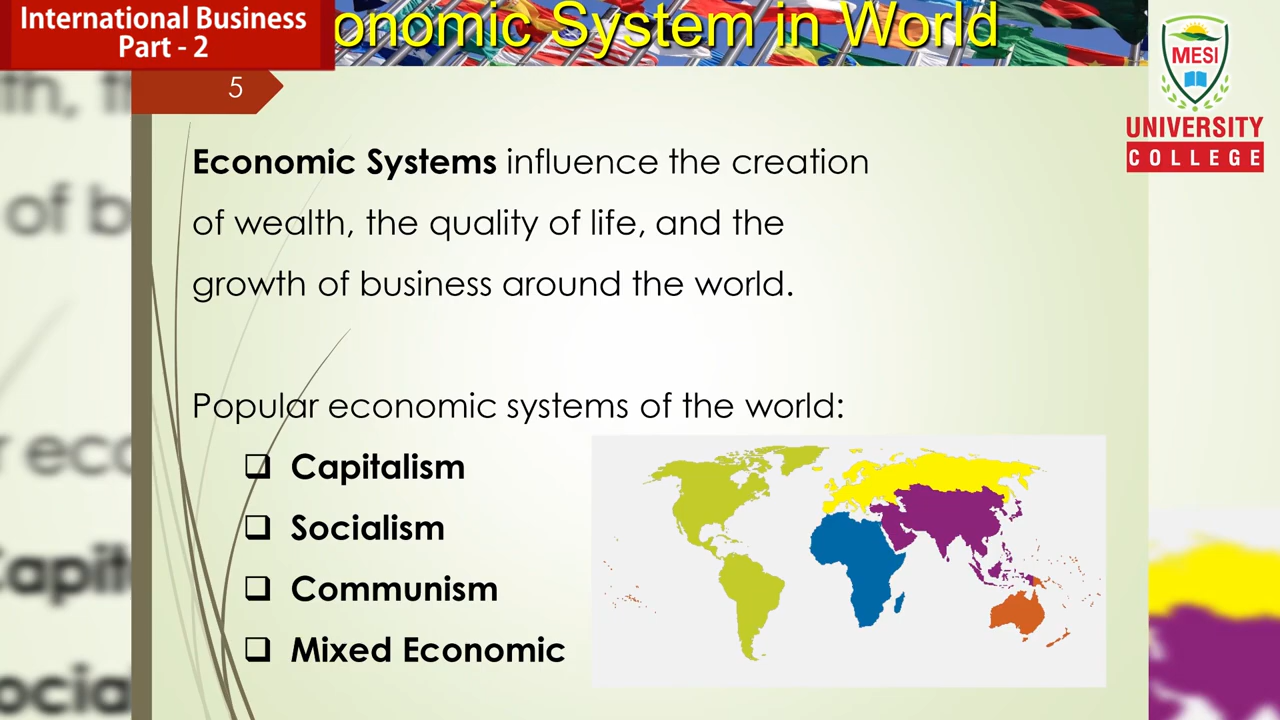 International Business
Part - 2
onomic System in World
MESI
UNIVERSITY
COLLEGE
5
Economic Systems influence the creation
of wealth, the quality of life, and the
growth of business around the world.
Popular economic systems of the world:
❑ Capitalism
❑ Socialism
❑ Communism
❑ Mixed Economic